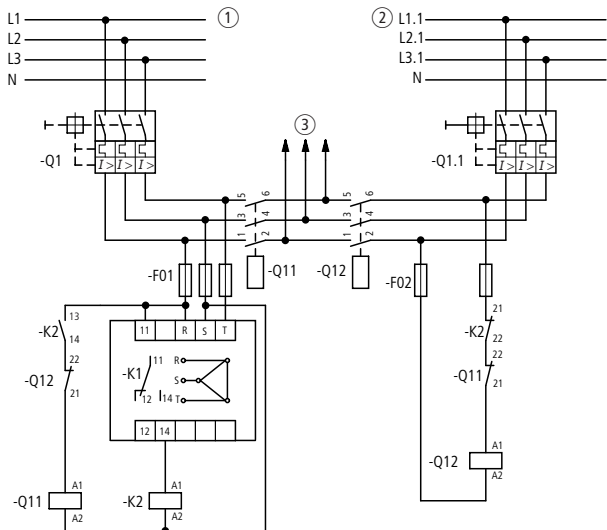 L1 ① ② L1.1
L2 L2.1
L3 L3.1
N N
-Q1 I> I> I> ③ -Q1.1 I> I> I>
5 6 5 6
3 4 3 4
1 2 1 2
-F01 -Q11 -Q12 -F02
13 21
-K2 11 R S T -K2
14 22
22 11 R 22
-Q12 -K1 S -Q11
21 12 14 T 21
12 14
A1
-Q12
A2
A1 A1
-Q11 -K2
A2 A2